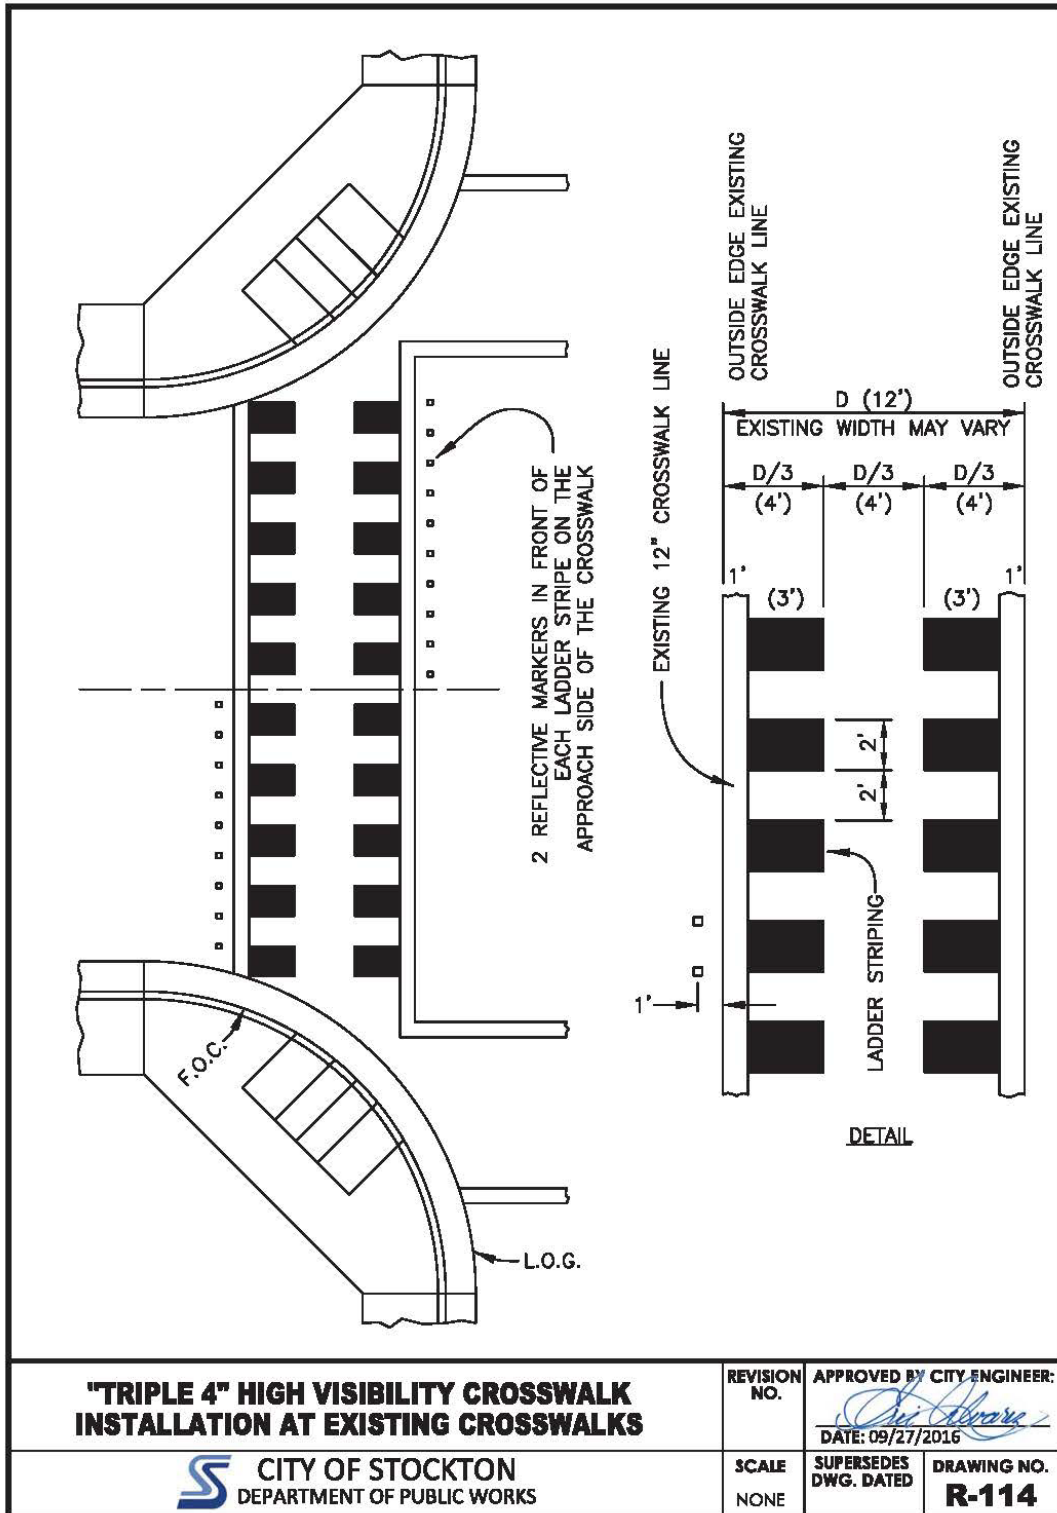 OUTSIDE EDGE EXISTING
CROSSWALK LINE
OUTSIDE EDGE EXISTING
CROSSWALK LINE
EXISTING 12" CROSSWALK LINE
D (12')
EXISTING WIDTH MAY VARY
D/3
D/3
D/3
(4')
(4')
(4')
1'
1'
(3')
(3')
2 REFLECTIVE MARKERS IN FRONT OF
EACH LADDER STRIPE ON THE
APPROACH SIDE OF THE CROSSWALK
2'
2'
LADDER STRIPING
1'
DETAIL
F.O.C.
L.O.G.
"TRIPLE 4" HIGH VISIBILITY CROSSWALK
INSTALLATION AT EXISTING CROSSWALKS
CITY OF STOCKTON
DEPARTMENT OF PUBLIC WORKS
REVISION
NO.
APPROVED BY CITY ENGINEER:
DATE: 09/27/2016
SCALE
NONE
SUPERSEDES
DWG. DATED
DRAWING NO.
R-114